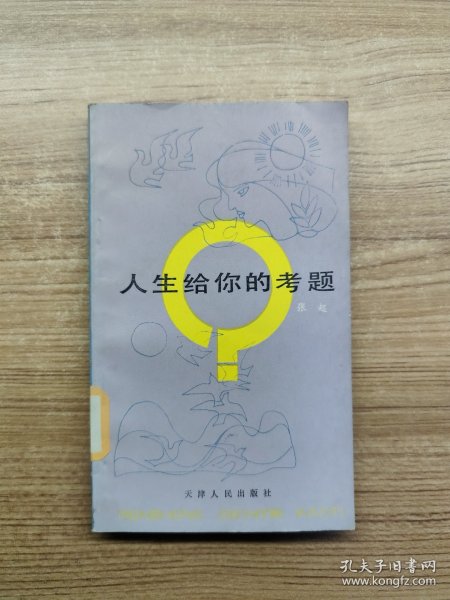 人生给你的考题
张 超
天津人民出版社
孔夫子旧书网
www.kongfz.com